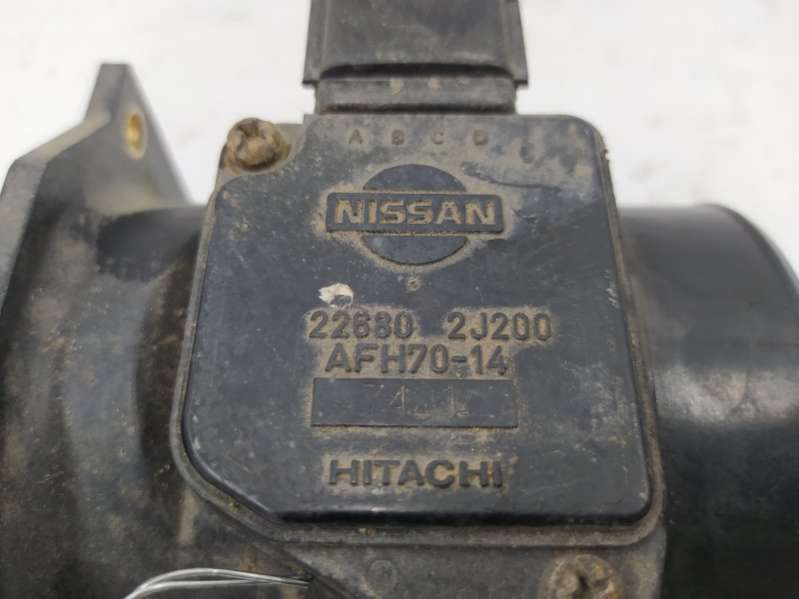 A B C D
NISSAN
22680 2J200
AFH70-14
HITACHI